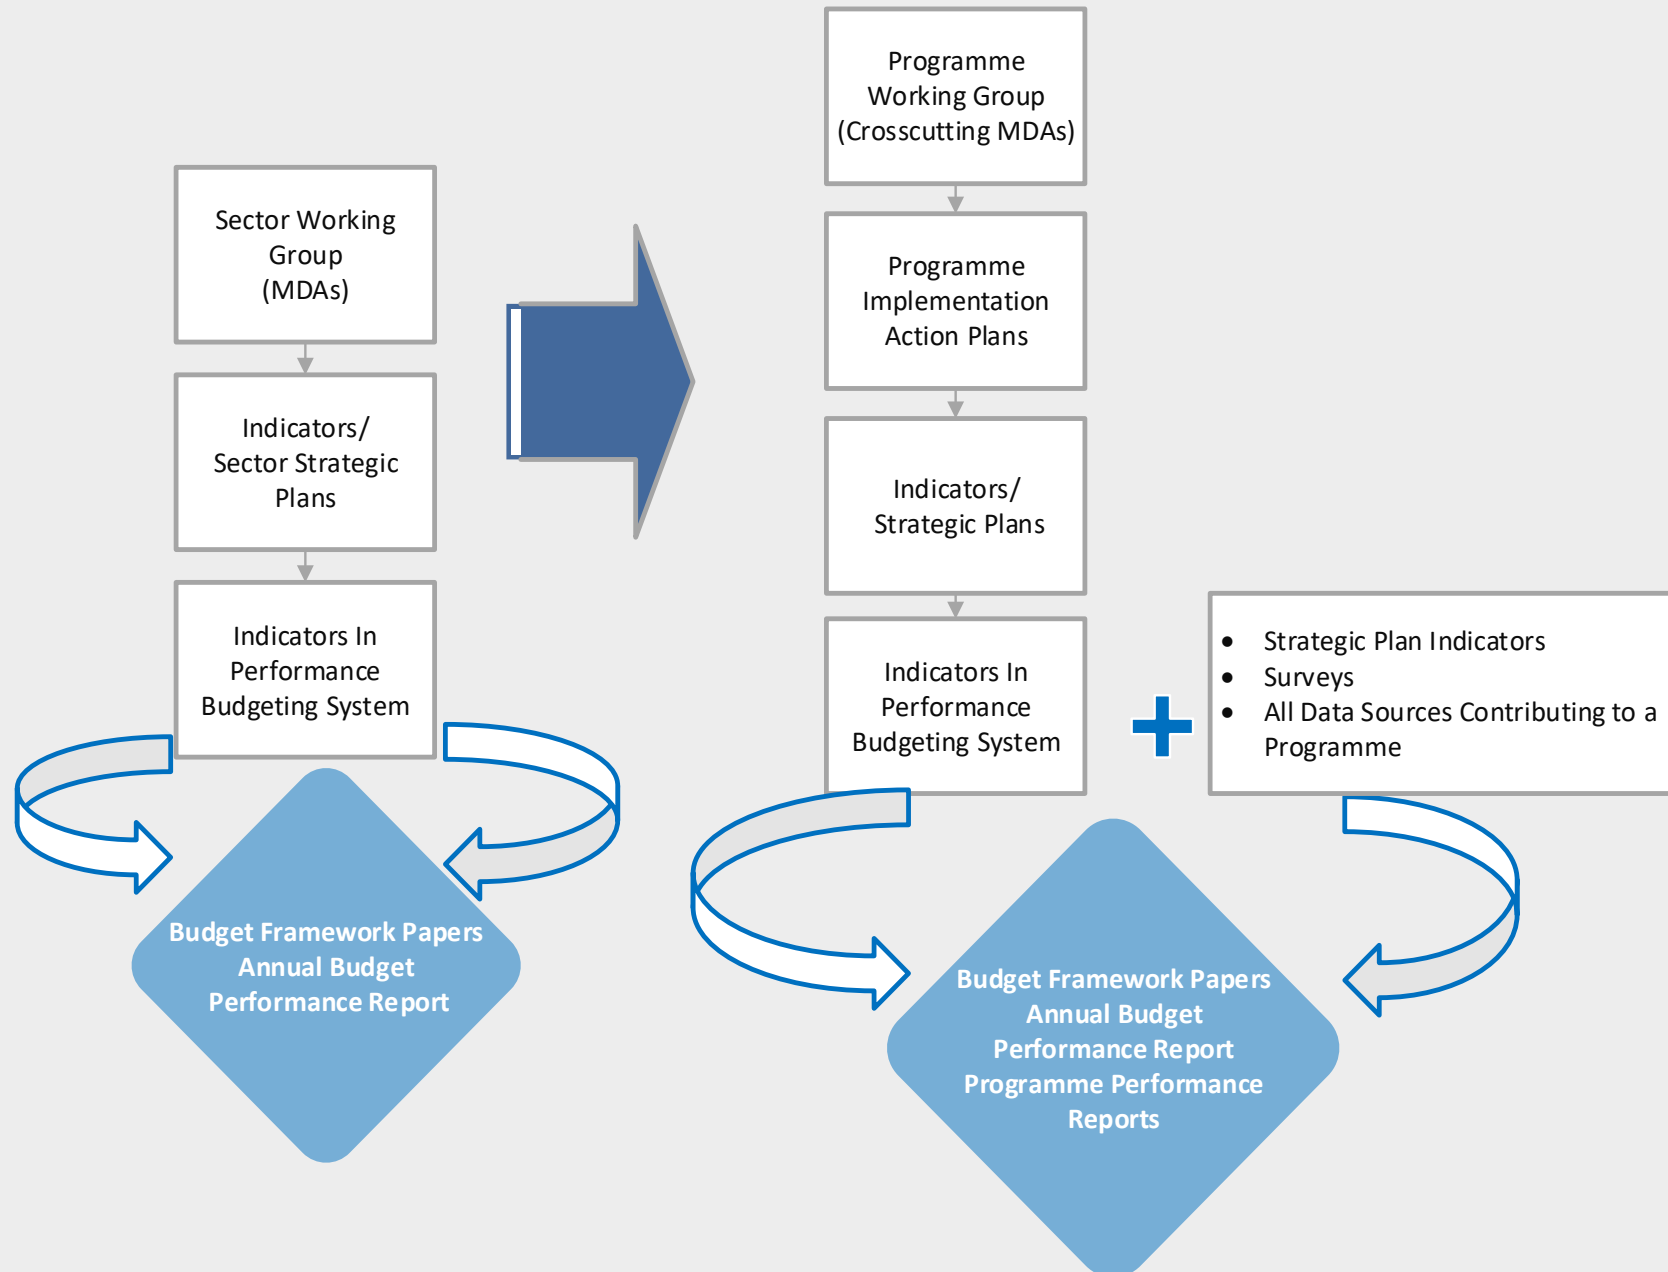 Sector Working
Group
(MDAs)
Indicators/
Sector Strategic
Plans
Indicators In
Performance
Budgeting System
Budget Framework Papers
Annual Budget
Performance Report
Programme
Working Group
(Crosscutting MDAs)
Programme
Implementation
Action Plans
Indicators/
Strategic Plans
Indicators In
Performance
Budgeting System
• Strategic Plan Indicators
• Surveys
• All Data Sources Contributing to a
Programme
Budget Framework Papers
Annual Budget
Performance Report
Programme Performance
Reports